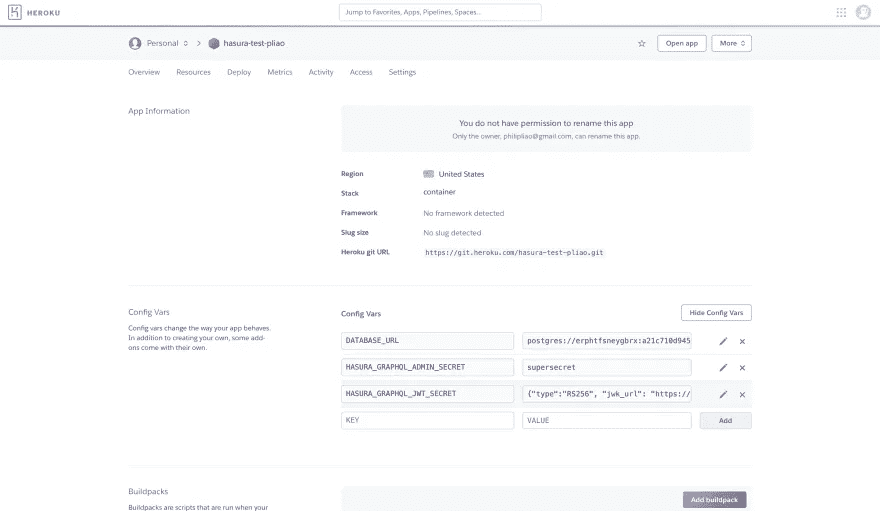 HEROKU
Jump to Favorites, Apps, Pipelines, Spaces...
Personal
hasura-test-pliao
Open app
More
Overview
Resources
Deploy
Metrics
Activity
Access
Settings
App Information
You do not have permission to rename this app
Only the owner, philipliao@gmail.com, can rename this app.
Region
United States
Stack
container
Framework
No framework detected
Slug size
No slug detected
Heroku git URL
https://git.heroku.com/hasura-test-pliao.git
Config Vars
Config vars change the way your app behaves.
In addition to creating your own, some add-
ons come with their own.
Config Vars
Hide Config Vars
DATABASE_URL
postgres://erphtfsneygbrx:a21c710d945
HASURA_GRAPHQL_ADMIN_SECRET
supersecret
HASURA_GRAPHQL_JWT_SECRET
{"type":"RS256", "jwk_url": "https://
KEY
VALUE
Add
Buildpacks
Buildpacks are scripts that are run when your
Add buildpack